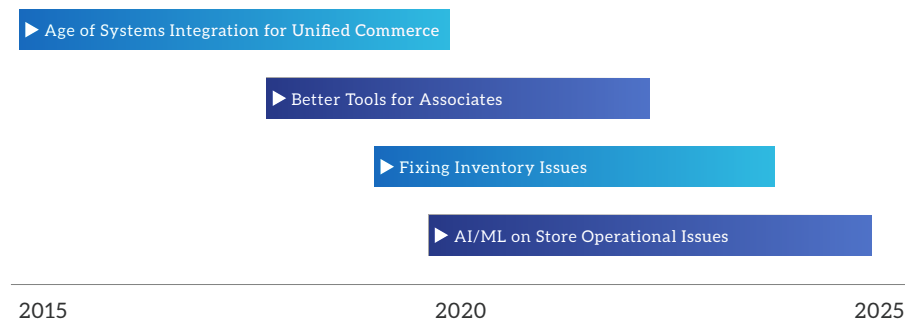 ▶ Age of Systems Integration for Unified Commerce
▶ Better Tools for Associates
▶ Fixing Inventory Issues
▶ AI/ML on Store Operational Issues
2015 2020 2025